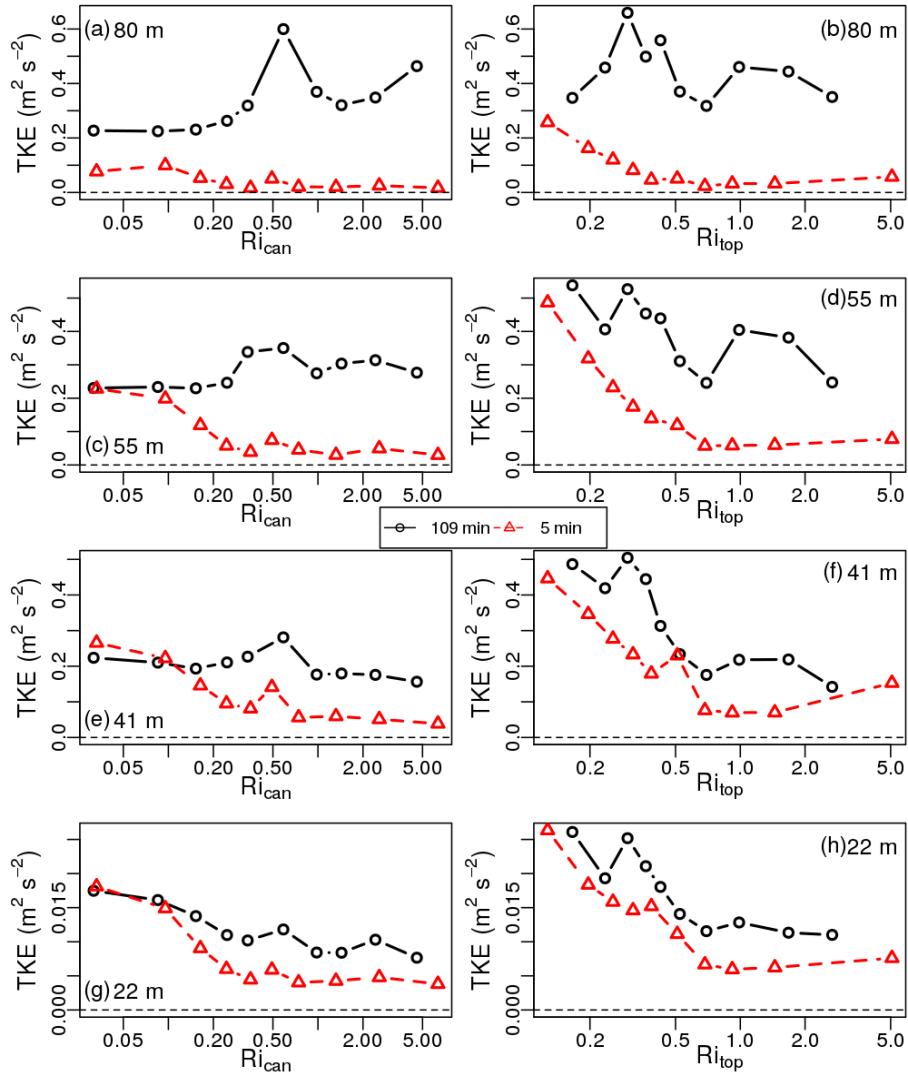 (a) 80 m
TKE (m² s⁻²)
0.0 0.2 0.4 0.6
0.05 0.20 0.50 2.00 5.00
Ri_can
(b) 80 m
TKE (m² s⁻²)
0.0 0.2 0.4 0.6
0.2 0.5 1.0 2.0 5.0
Ri_top
(c) 55 m
TKE (m² s⁻²)
0.0 0.2 0.4
0.05 0.20 0.50 2.00 5.00
Ri_can
(d) 55 m
TKE (m² s⁻²)
0.0 0.2 0.4
0.2 0.5 1.0 2.0 5.0
Ri_top
109 min 5 min
(e) 41 m
TKE (m² s⁻²)
0.0 0.2 0.4
0.05 0.20 0.50 2.00 5.00
Ri_can
(f) 41 m
TKE (m² s⁻²)
0.0 0.2 0.4
0.2 0.5 1.0 2.0 5.0
Ri_top
(g) 22 m
TKE (m² s⁻²)
0.000 0.015
0.05 0.20 0.50 2.00 5.00
Ri_can
(h) 22 m
TKE (m² s⁻²)
0.000 0.015
0.2 0.5 1.0 2.0 5.0
Ri_top